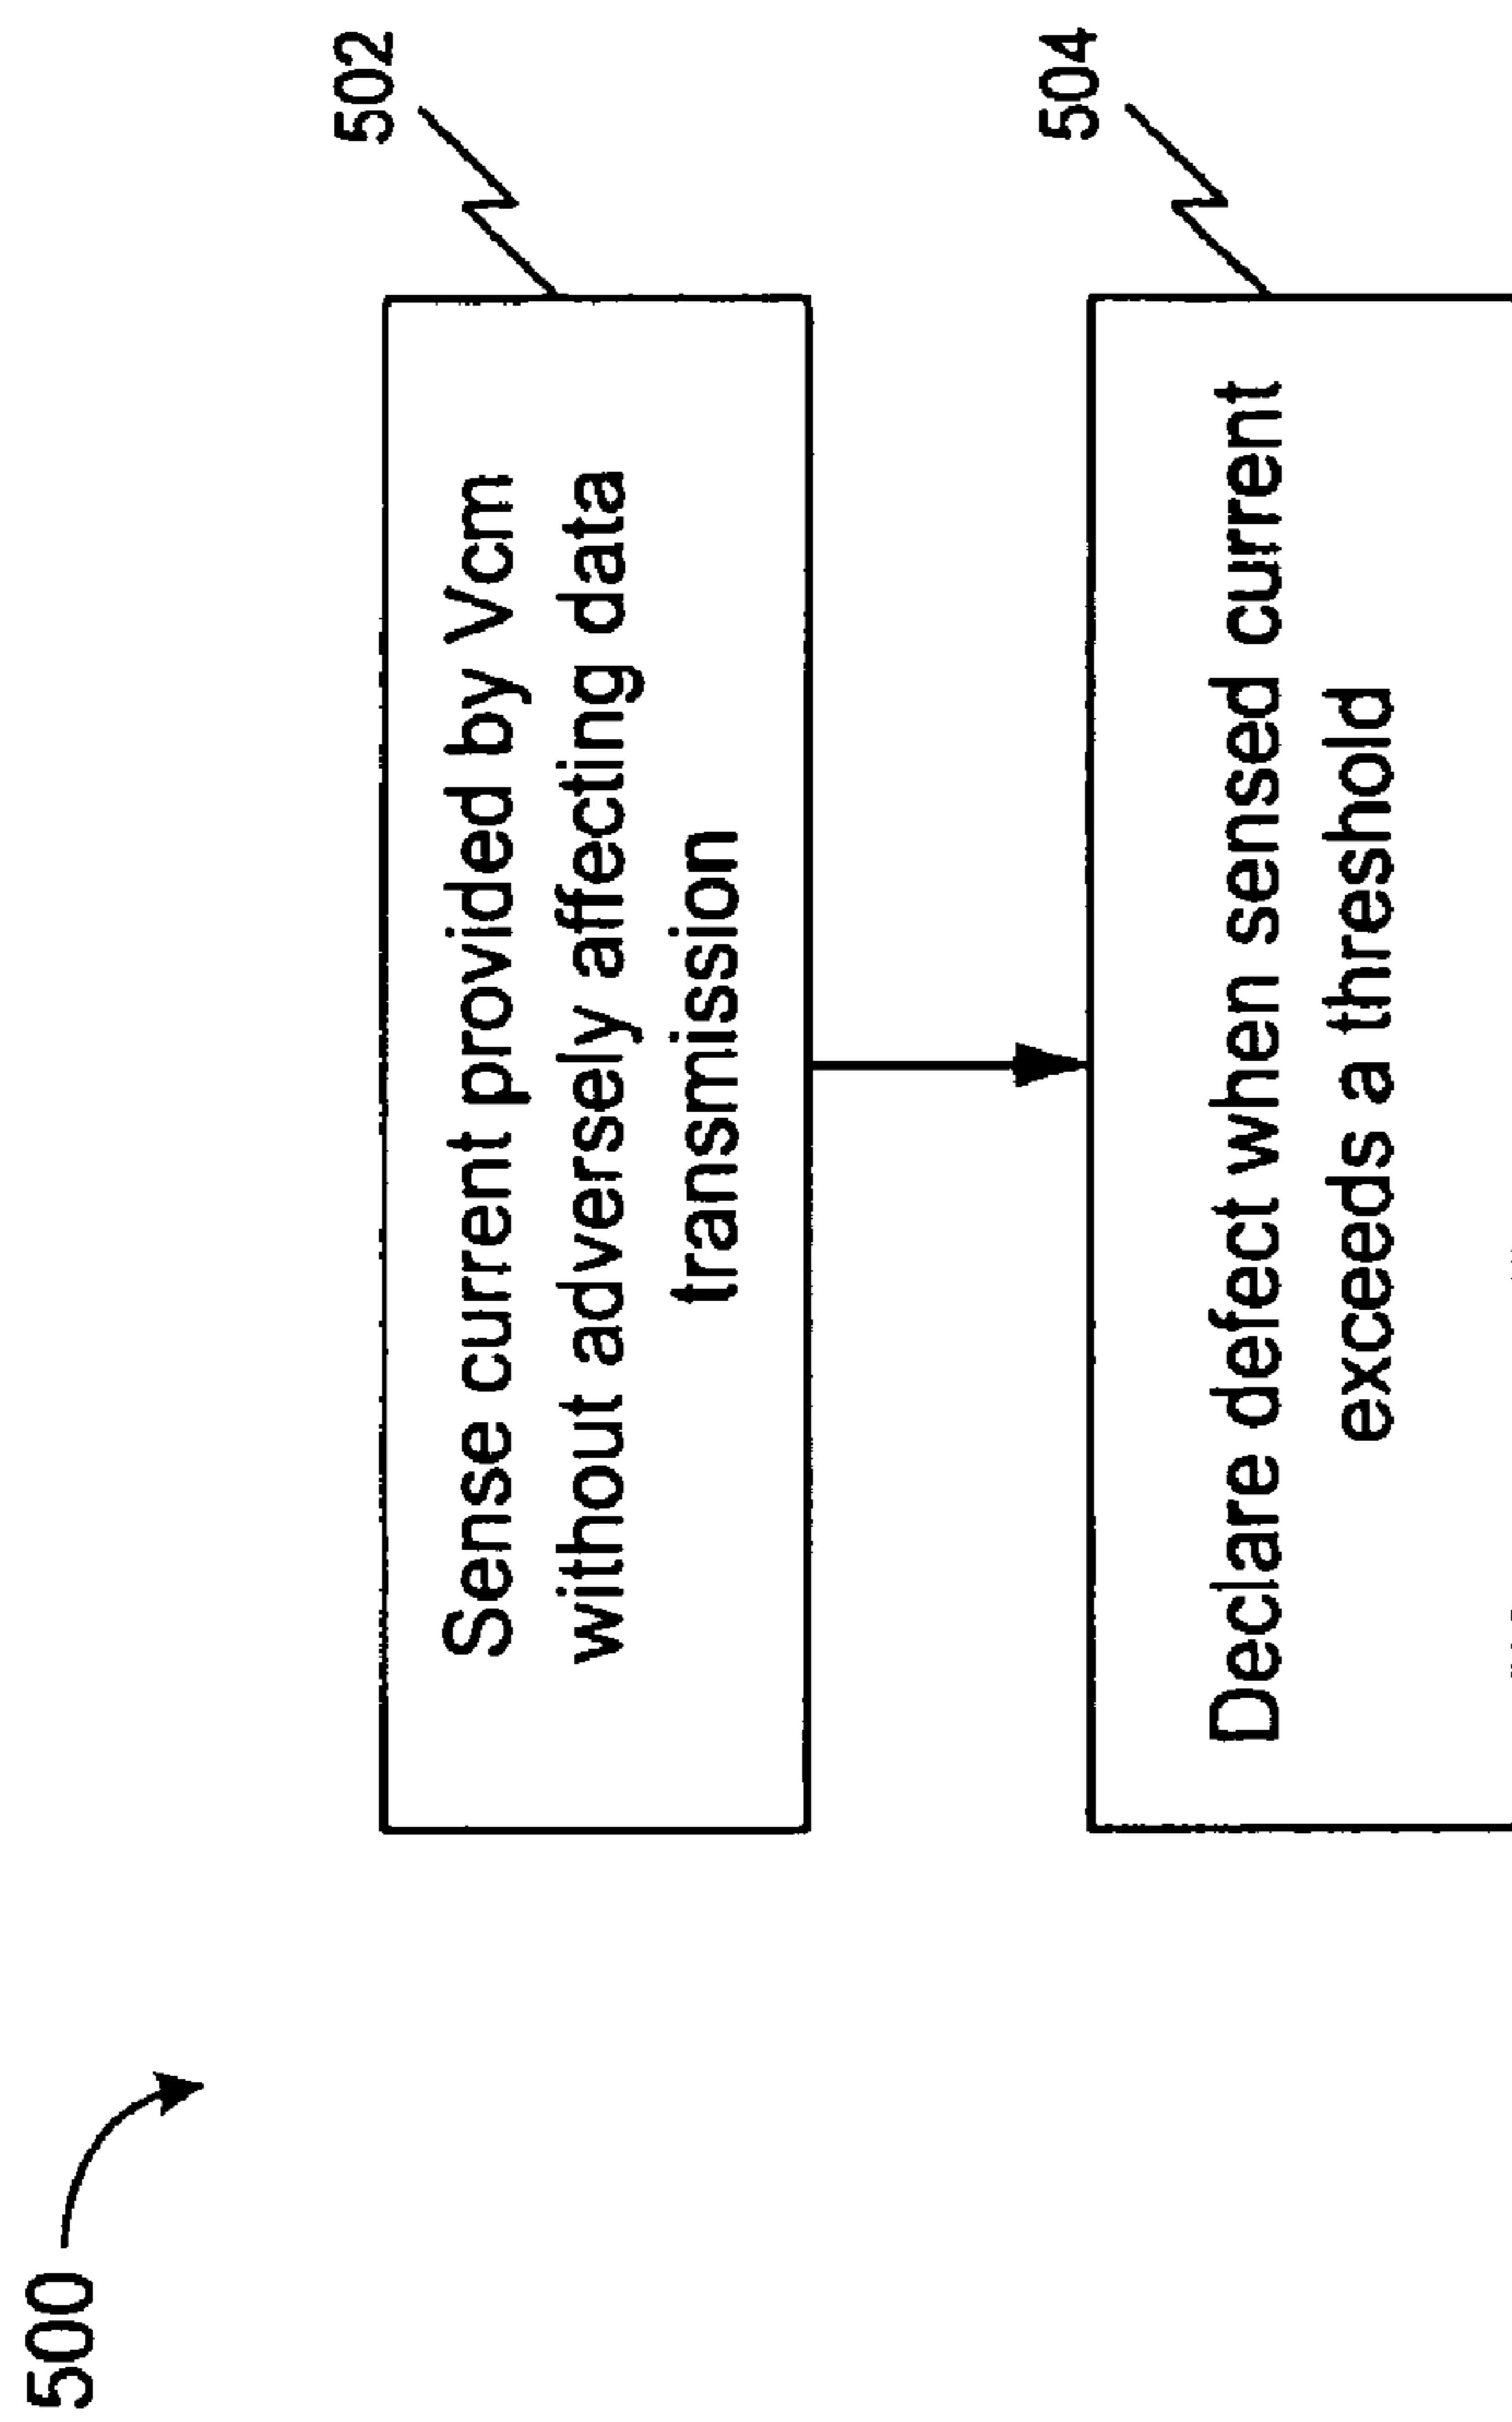 500
502
Sense current provided by Vcm
without adversely affecting data
transmission
504
Declare defect when sensed current
exceeds a threshold